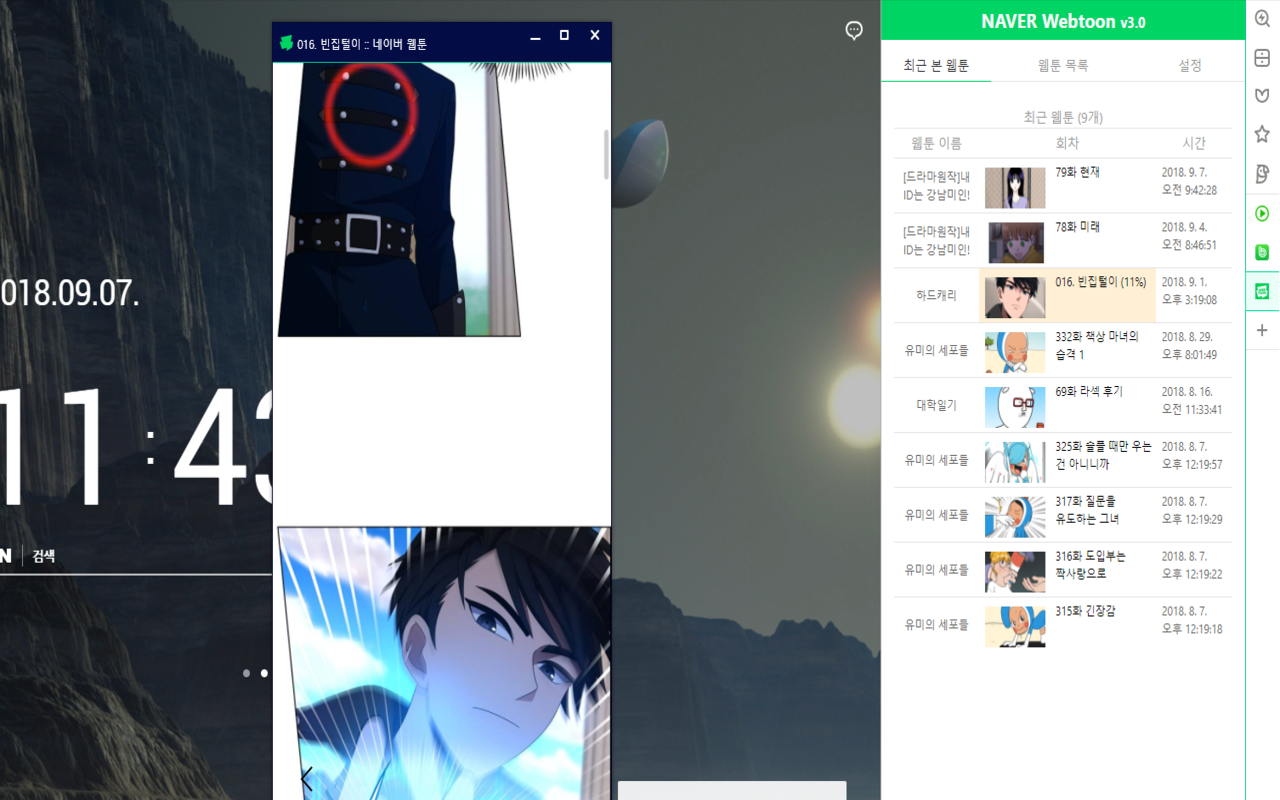 018.09.07.
11:43
N | 검색
016. 빈집털이 :: 네이버 웹툰
NAVER Webtoon v3.0
최근 본 웹툰
웹툰 목록
설정
최근 웹툰 (9개)
웹툰 이름 회차 시간
[드라마원작]내
ID는 강남미인!
79화 현재
2018. 9. 7.
오전 9:42:28
[드라마원작]내
ID는 강남미인!
78화 미래
2018. 9. 4.
오전 8:46:51
하드캐리
016. 빈집털이 (11%)
2018. 9. 1.
오후 3:19:08
유미의 세포들
332화 책상 마녀의
습격 1
2018. 8. 29.
오후 8:01:49
대학일기
69화 라섹 후기
2018. 8. 16.
오전 11:33:41
유미의 세포들
325화 슬플 때만 우는
건 아니니까
2018. 8. 7.
오후 12:19:57
유미의 세포들
317화 질문을
유도하는 그녀
2018. 8. 7.
오후 12:19:29
유미의 세포들
316화 도입부는
짝사랑으로
2018. 8. 7.
오후 12:19:22
유미의 세포들
315화 긴장감
2018. 8. 7.
오후 12:19:18